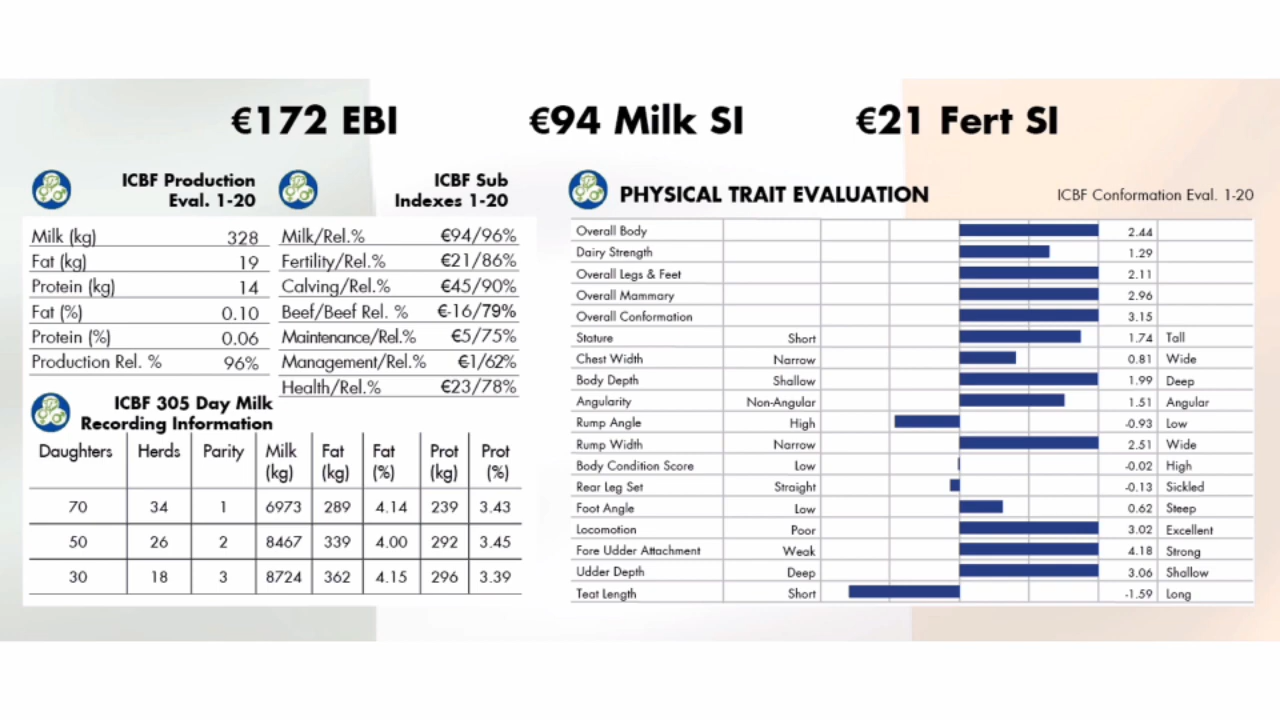 €172 EBI €94 Milk SI €21 Fert SI
ICBF Production
Eval. 1-20
Milk (kg) 328
Fat (kg) 19
Protein (kg) 14
Fat (%) 0.10
Protein (%) 0.06
Production Rel. % 96%
ICBF Sub
Indexes 1-20
Milk/Rel.% €94/96%
Fertility/Rel.% €21/86%
Calving/Rel.% €45/90%
Beef/Beef Rel. % €-16/79%
Maintenance/Rel.% €5/75%
Management/Rel.% €1/62%
Health/Rel.% €23/78%
ICBF 305 Day Milk
Recording Information
Daughters Herds Parity Milk (kg) Fat (kg) Fat (%) Prot (kg) Prot (%)
70 34 1 6973 289 4.14 239 3.43
50 26 2 8467 339 4.00 292 3.45
30 18 3 8724 362 4.15 296 3.39
PHYSICAL TRAIT EVALUATION ICBF Conformation Eval. 1-20
Overall Body 2.44
Dairy Strength 1.29
Overall Legs & Feet 2.11
Overall Mammary 2.96
Overall Conformation 3.15
Stature Short 1.74 Tall
Chest Width Narrow 0.81 Wide
Body Depth Shallow 1.99 Deep
Angularity Non-Angular 1.51 Angular
Rump Angle High -0.93 Low
Rump Width Narrow 2.51 Wide
Body Condition Score Low -0.02 High
Rear Leg Set Straight -0.13 Sickled
Foot Angle Low 0.62 Steep
Locomotion Poor 3.02 Excellent
Fore Udder Attachment Weak 4.18 Strong
Udder Depth Deep 3.06 Shallow
Teat Length Short -1.59 Long